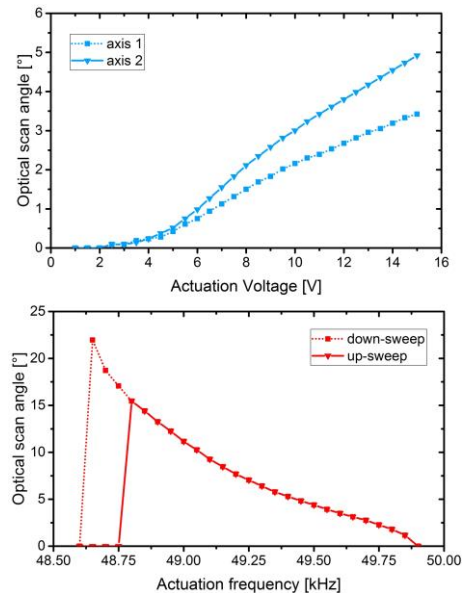 6
5
4
3
2
1
0
Optical scan angle [°]
axis 1
axis 2
0 2 4 6 8 10 12 14 16
Actuation Voltage [V]
25
20
15
10
5
0
Optical scan angle [°]
down-sweep
up-sweep
48.50 48.75 49.00 49.25 49.50 49.75 50.00
Actuation frequency [kHz]